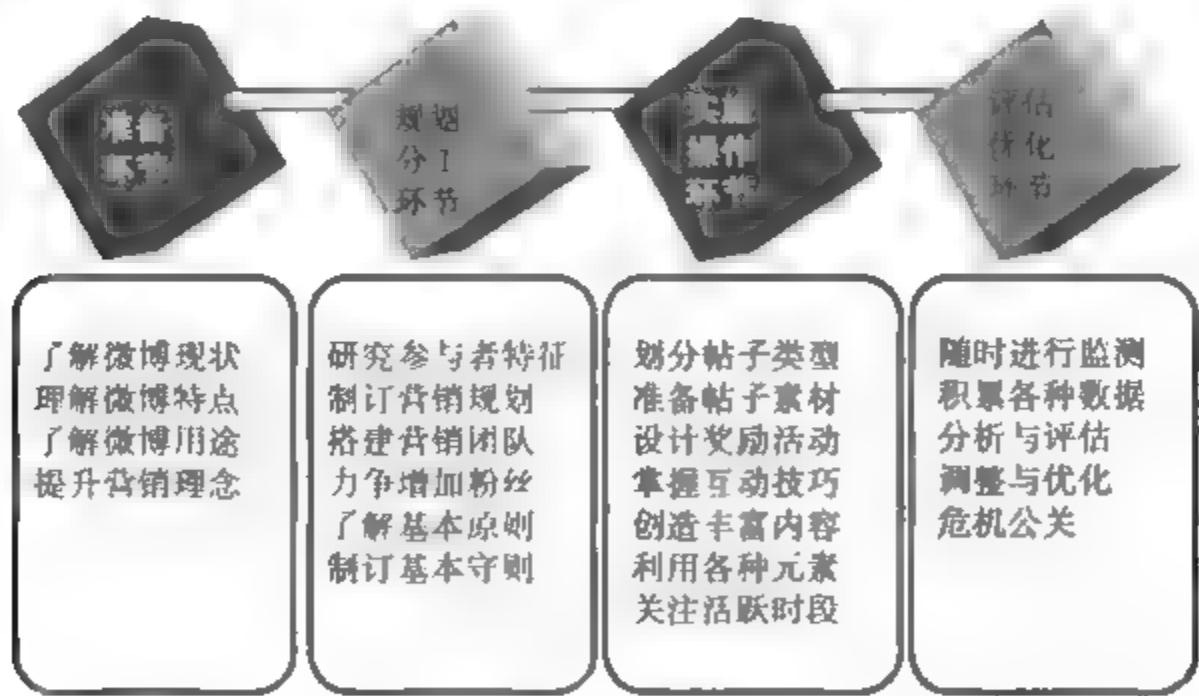 规划
分工
环节
评估
优化
环节
了解微博现状
理解微博特点
了解微博用途
提升营销理念
研究参与者特征
制订营销规划
搭建营销团队
力争增加粉丝
了解基本原则
制订基本守则
划分帖子类型
准备帖子素材
设计奖励活动
掌握互动技巧
创造丰富内容
利用各种元素
关注活跃时段
随时进行监测
积累各种数据
分析与评估
调整与优化
危机公关